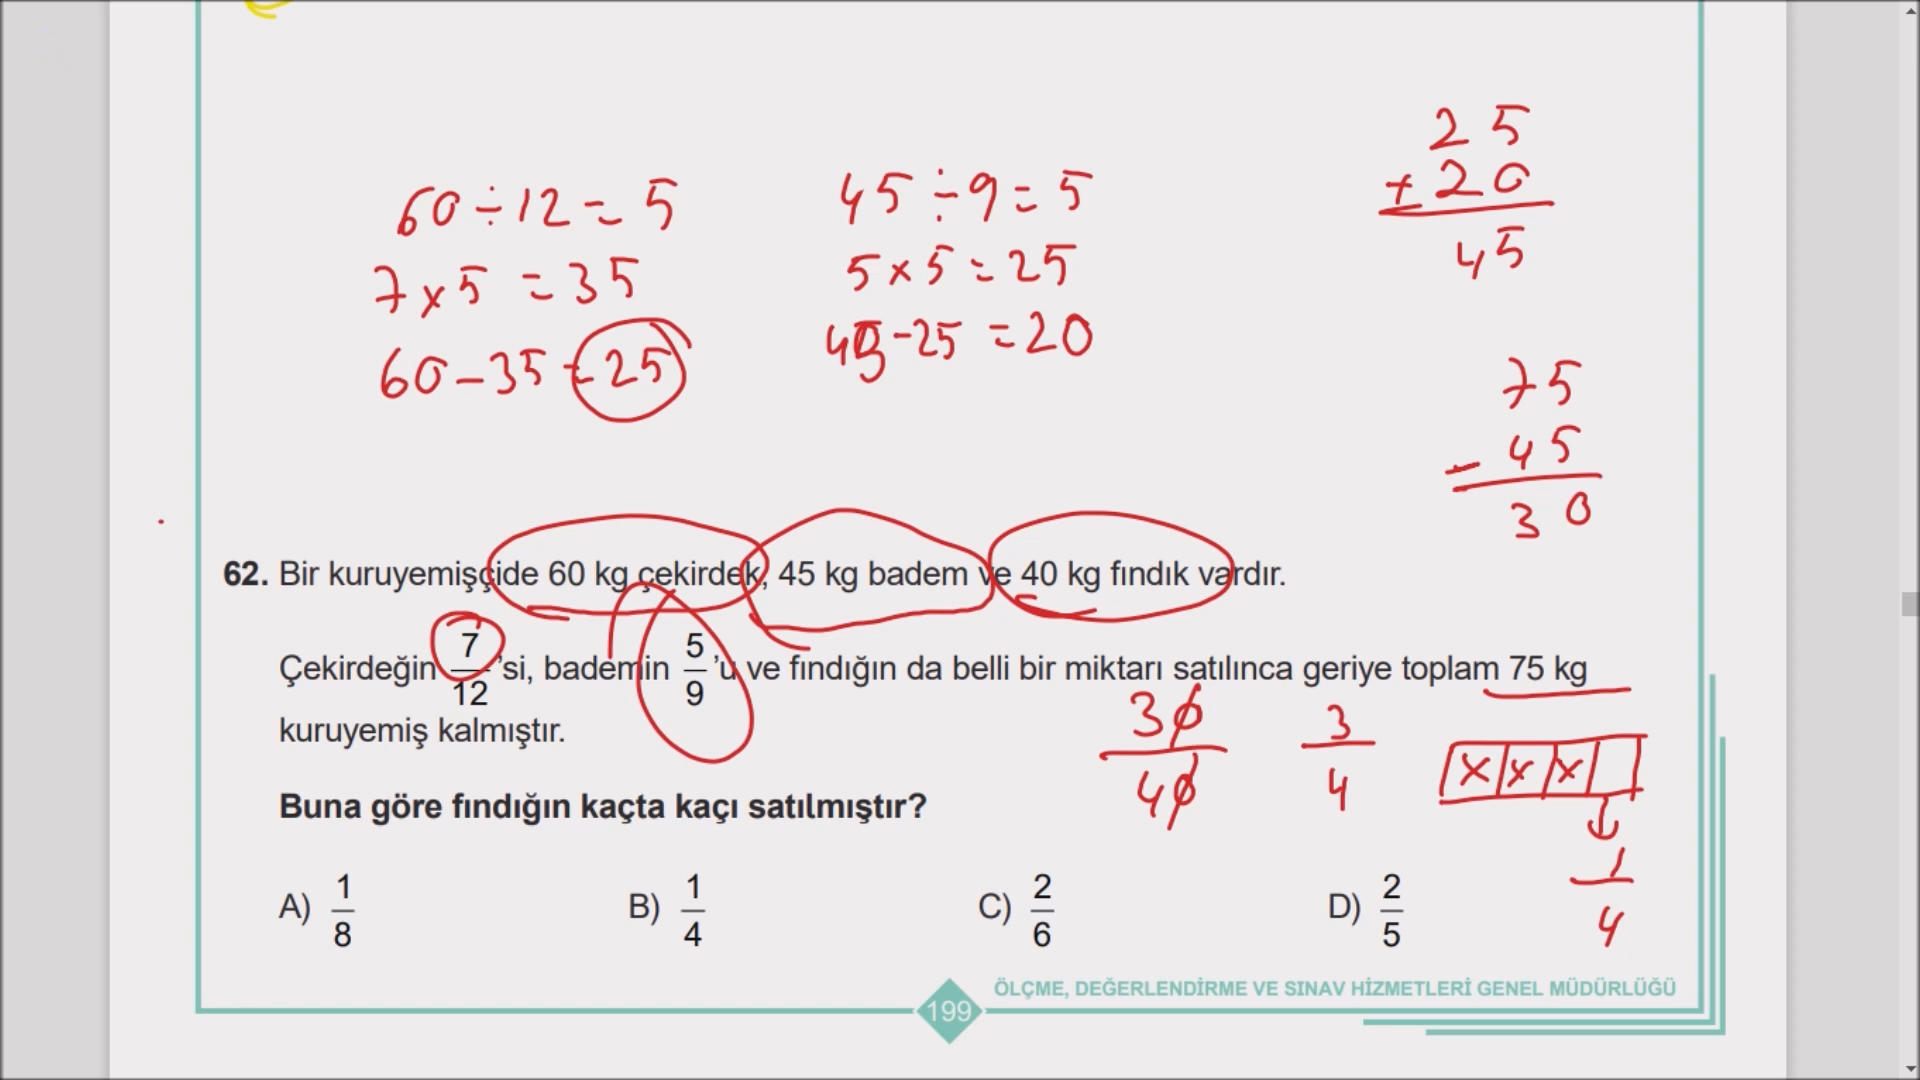 60 ÷ 12 = 5
7 x 5 = 35
60 - 35 = 25
45 ÷ 9 = 5
5 x 5 = 25
45 - 25 = 20
25
+ 20
45
75
- 45
30
62. Bir kuruyemişçide 60 kg çekirdek, 45 kg badem ve 40 kg fındık vardır.
Çekirdeğin 7/12 'si, bademin 5/9 'u ve fındığın da belli bir miktarı satılınca geriye toplam 75 kg
kuruyemiş kalmıştır.
30/40
3/4
x x x
1/4
Buna göre fındığın kaçta kaçı satılmıştır?
A) 1/8 B) 1/4 C) 2/6 D) 2/5
ÖLÇME, DEĞERLENDİRME VE SINAV HİZMETLERİ GENEL MÜDÜRLÜĞÜ
199